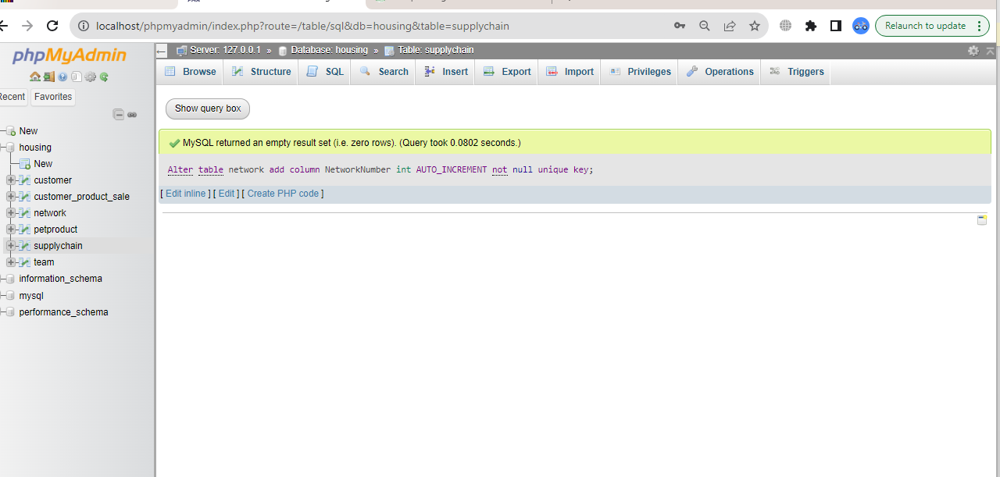 localhost/phpmyadmin/index.php?route=/table/sql&db=housing&table=supplychain
Relaunch to update
phpMyAdmin
Recent Favorites
New
housing
New
customer
customer_product_sale
network
petproduct
supplychain
team
information_schema
mysql
performance_schema
Server: 127.0.0.1 » Database: housing » Table: supplychain
Browse Structure SQL Search Insert Export Import Privileges Operations Triggers
Show query box
MySQL returned an empty result set (i.e. zero rows). (Query took 0.0802 seconds.)
Alter table network add column NetworkNumber int AUTO_INCREMENT not null unique key;
[ Edit inline ] [ Edit ] [ Create PHP code ]